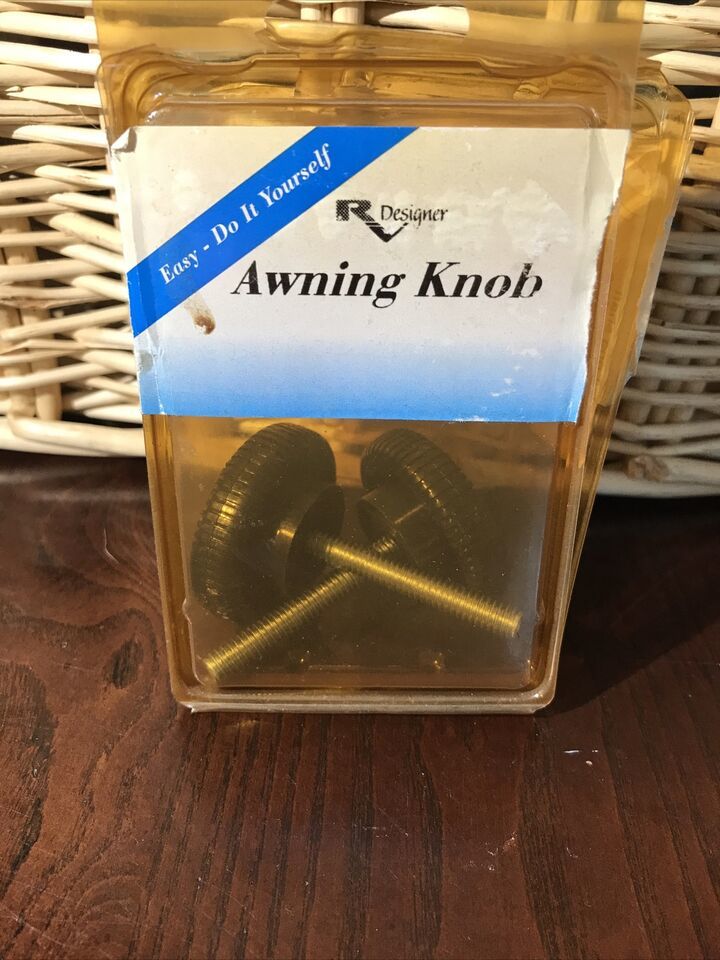 Easy - Do It Yourself
RV Designer
Awning Knob